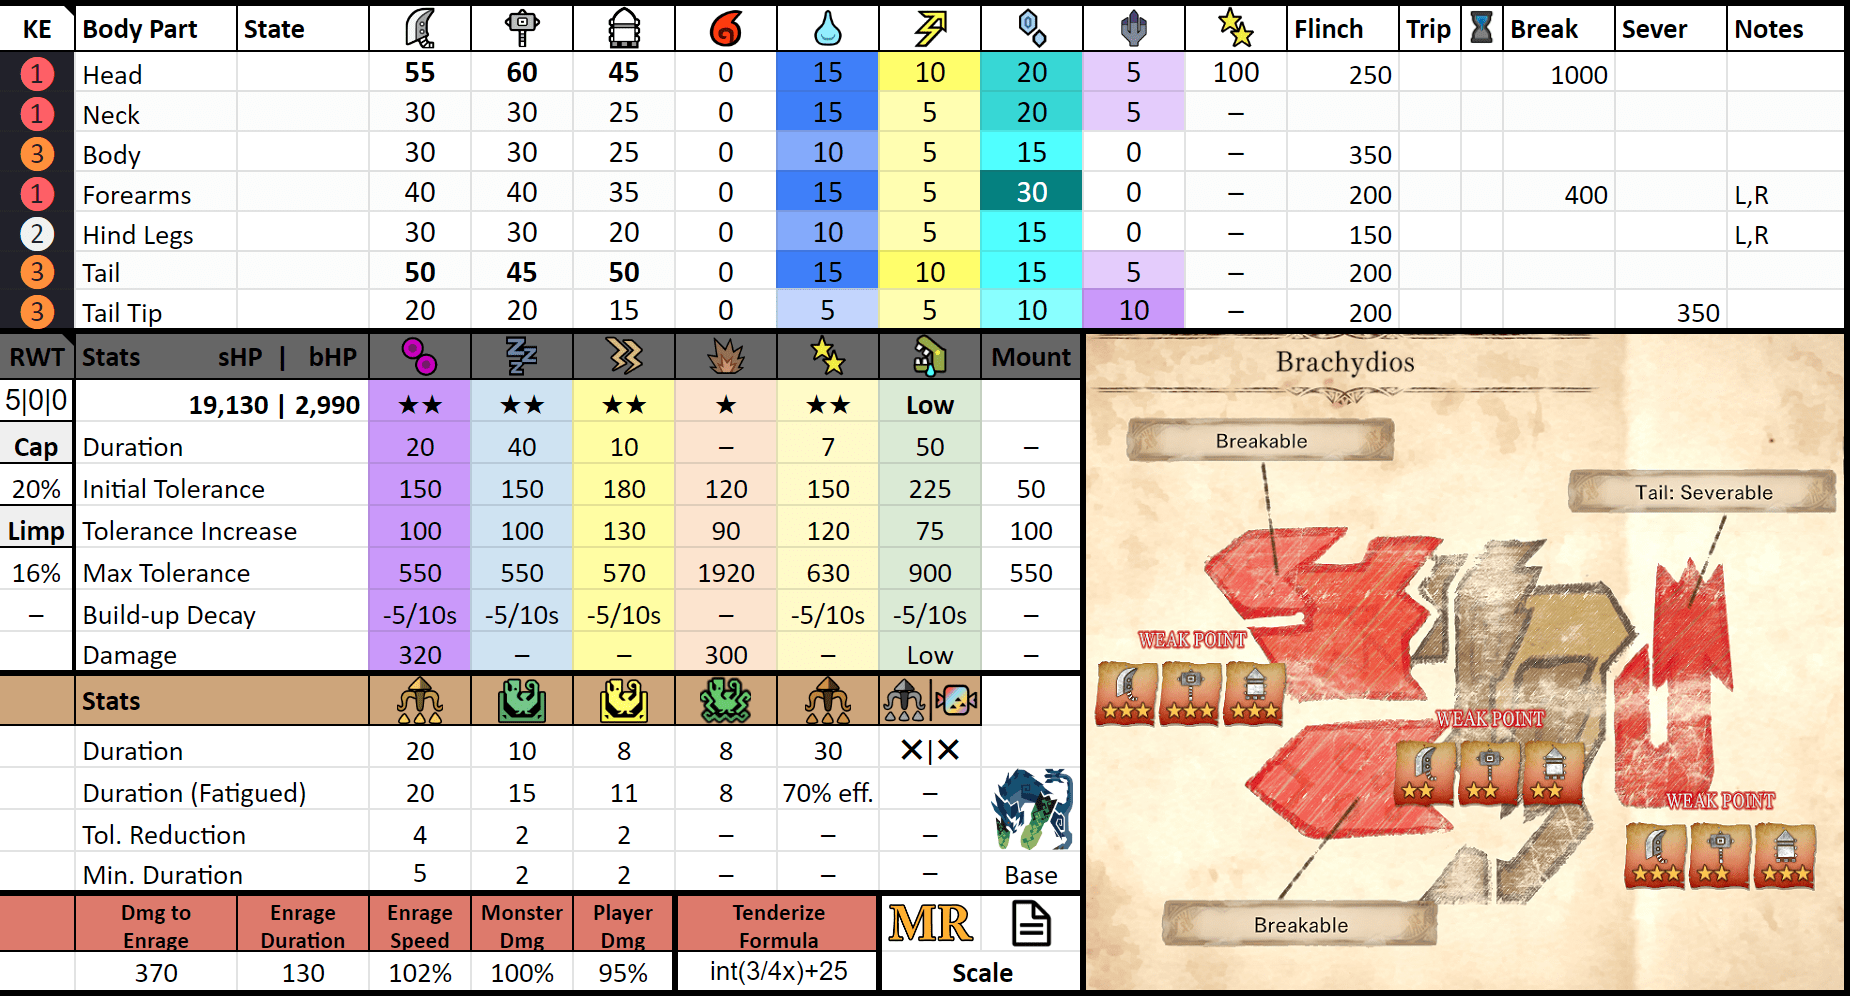 KE Body Part State Flinch Trip Break Sever Notes
1 Head 55 60 45 0 15 10 20 5 100 250 1000
1 Neck 30 30 25 0 15 5 20 5 –
3 Body 30 30 25 0 10 5 15 0 – 350
1 Forearms 40 40 35 0 15 5 30 0 – 200 400 L,R
2 Hind Legs 30 30 20 0 10 5 15 0 – 150 L,R
3 Tail 50 45 50 0 15 10 15 5 – 200
3 Tail Tip 20 20 15 0 5 5 10 10 – 200 350
RWT Stats sHP | bHP Mount
5|0|0 19,130 | 2,990 ★★ ★★ ★★ ★ ★★ Low
Cap Duration 20 40 10 – 7 50 –
20% Initial Tolerance 150 150 180 120 150 225 50
Limp Tolerance Increase 100 100 130 90 120 75 100
16% Max Tolerance 550 550 570 1920 630 900 550
– Build-up Decay -5/10s -5/10s -5/10s – -5/10s -5/10s –
Damage 320 – – 300 – Low –
Stats
Duration 20 10 8 8 30 ✕|✕
Duration (Fatigued) 20 15 11 8 70% eff. –
Tol. Reduction 4 2 2 – – –
Min. Duration 5 2 2 – – – Base
Dmg to Enrage Enrage Duration Enrage Speed Monster Dmg Player Dmg Tenderize Formula MR
370 130 102% 100% 95% int(3/4x)+25 Scale
Brachydios
Breakable
Tail: Severable
WEAK POINT
WEAK POINT
WEAK POINT
Breakable